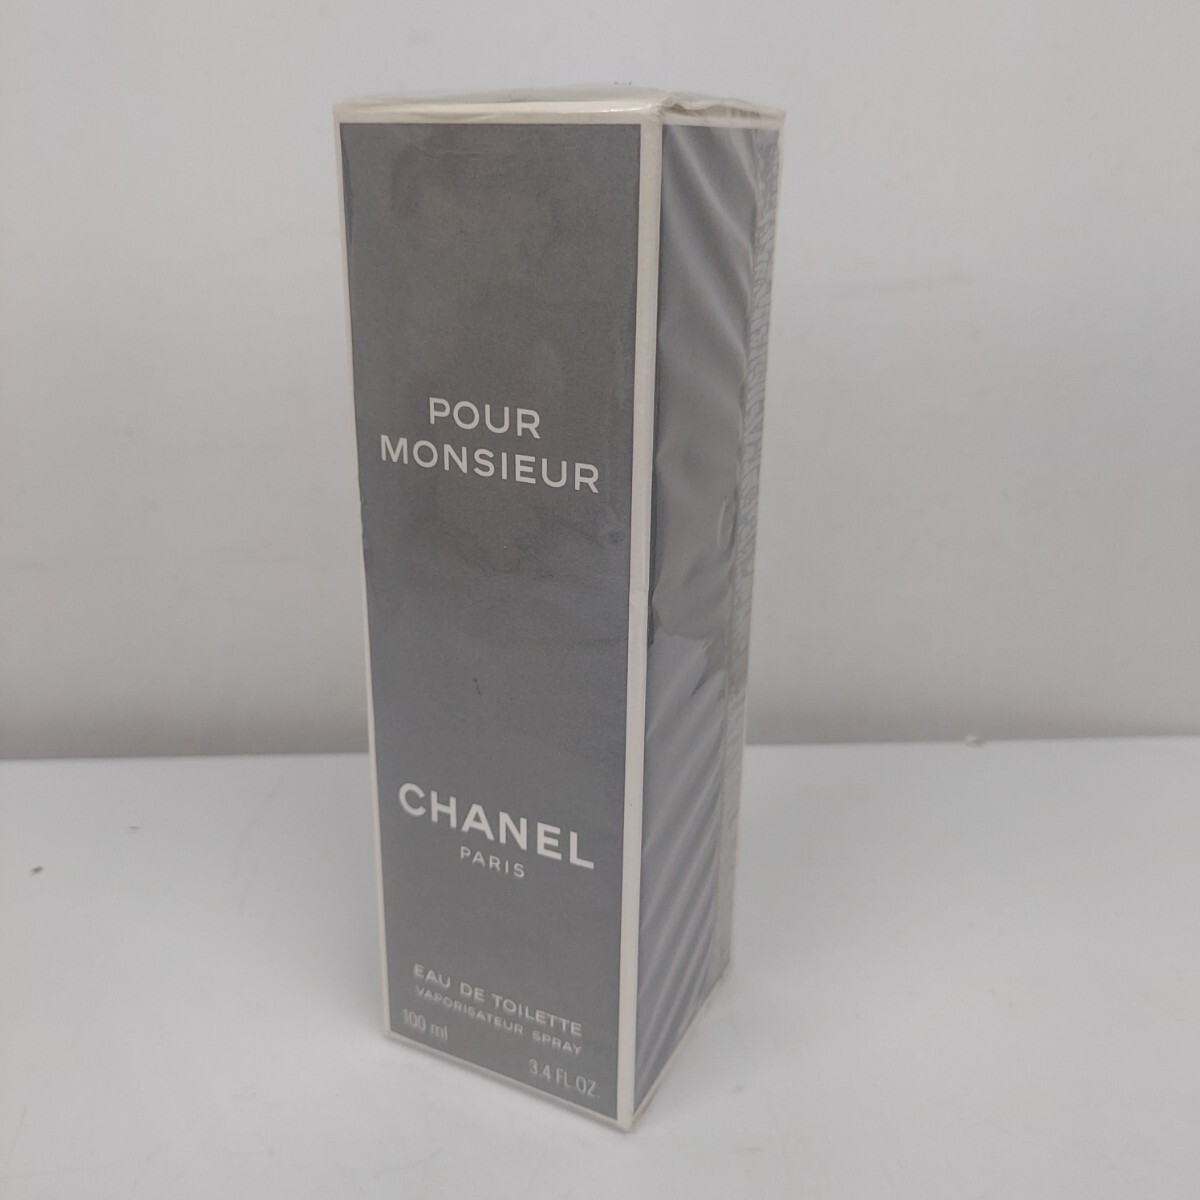 POUR
MONSIEUR
CHANEL
PARIS
EAU DE TOILETTE
VAPORISATEUR SPRAY
100 ml
3.4 FL.OZ.